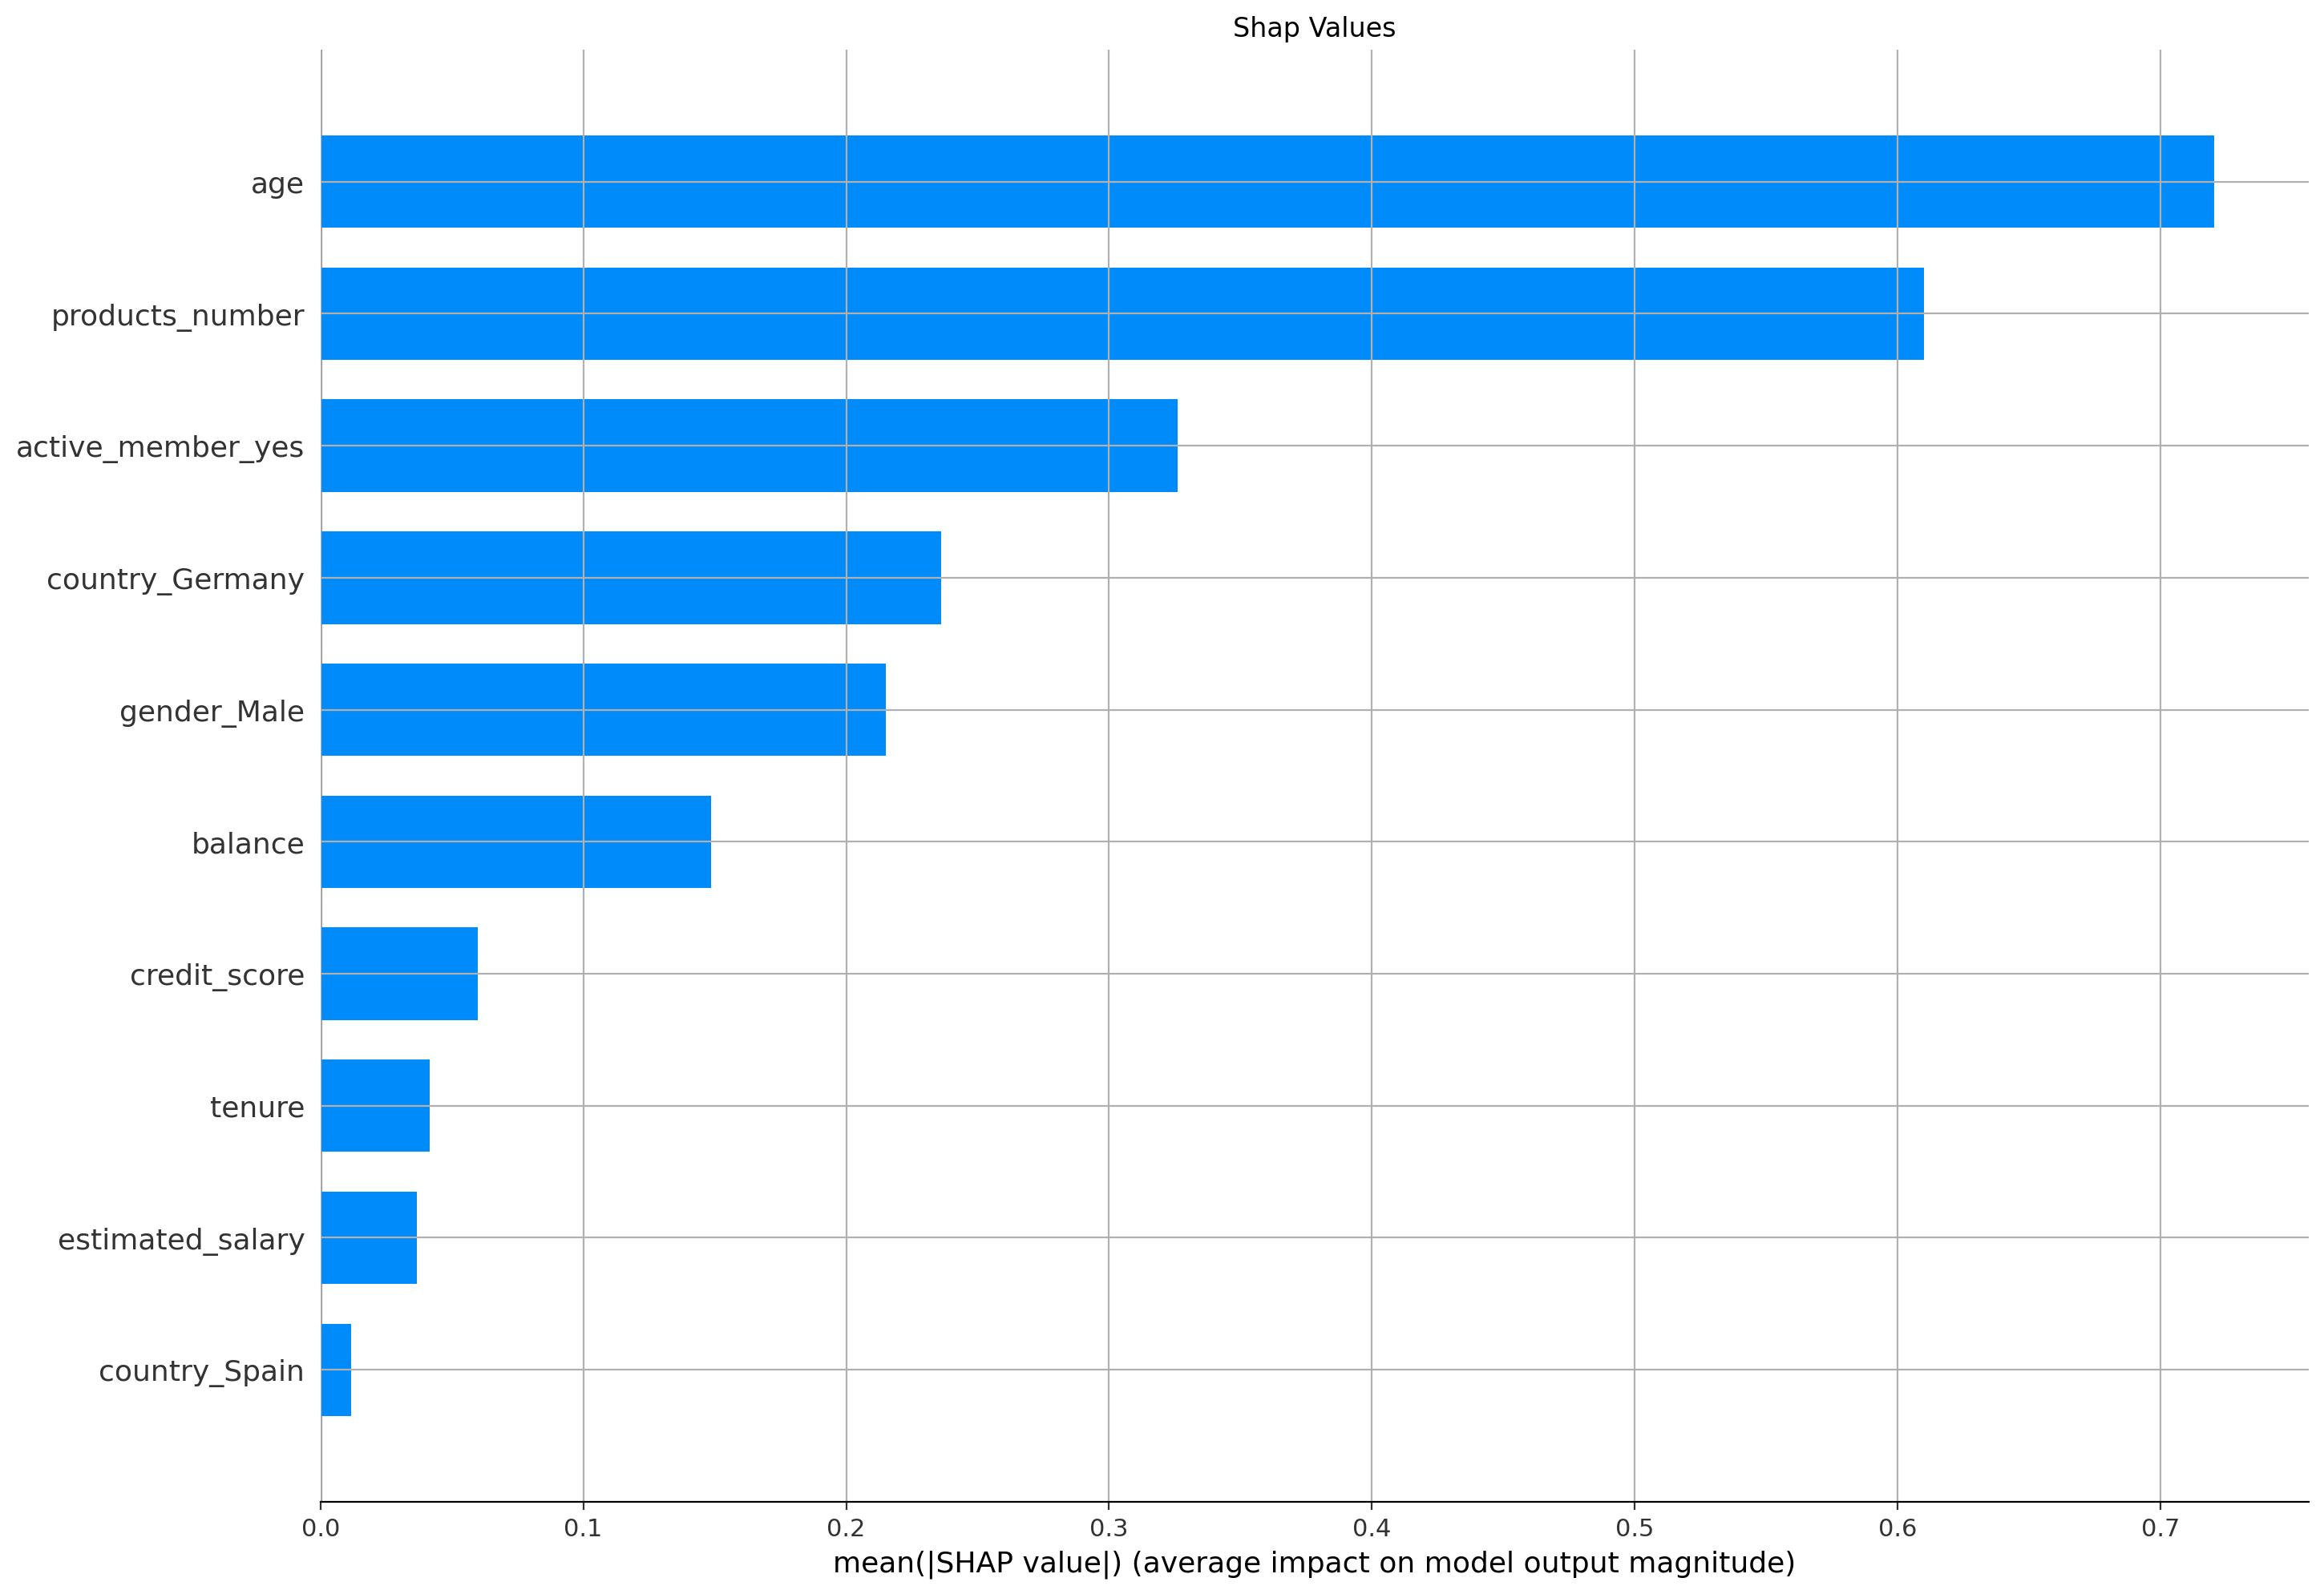 Shap Values
age
products_number
active_member_yes
country_Germany
gender_Male
balance
credit_score
tenure
estimated_salary
country_Spain
0.0 0.1 0.2 0.3 0.4 0.5 0.6 0.7
mean(|SHAP value|) (average impact on model output magnitude)